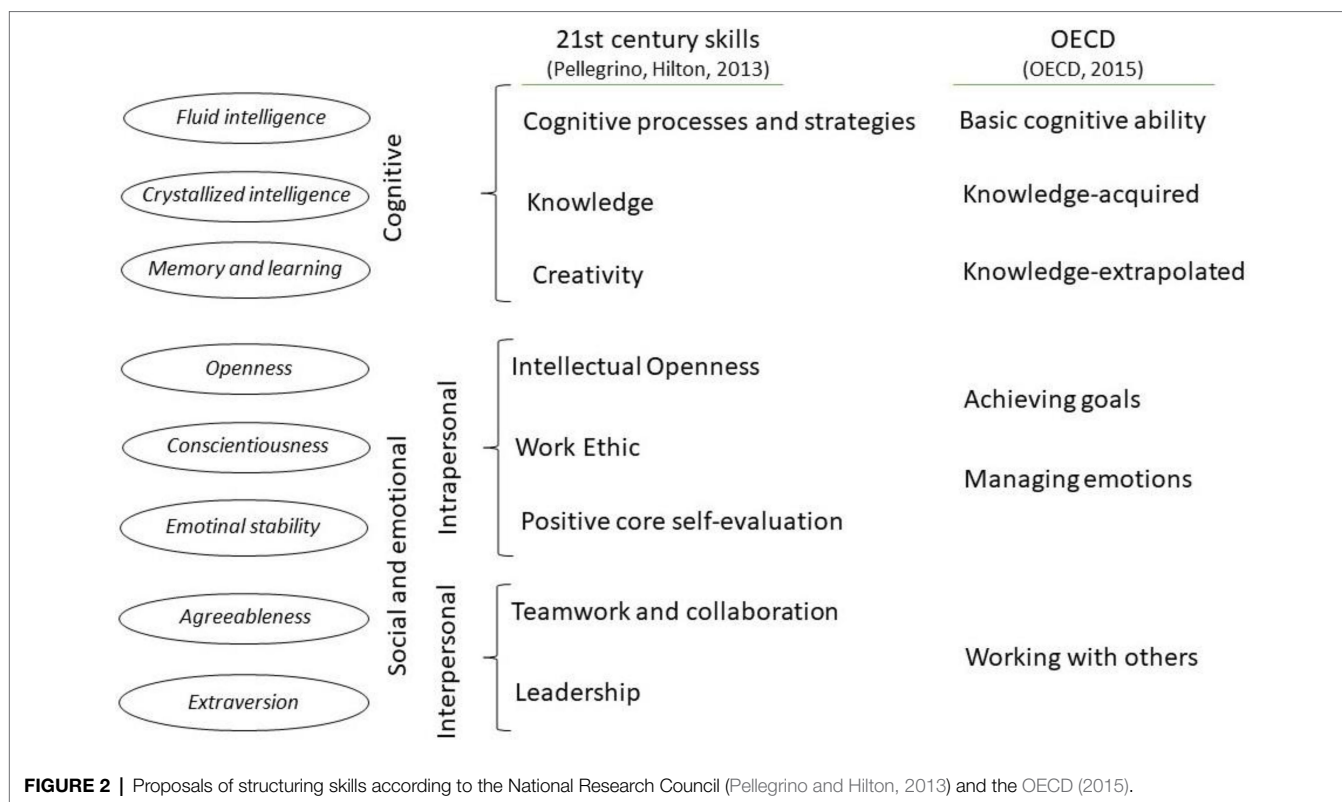 21st century skills
(Pellegrino, Hilton, 2013)
OECD
(OECD, 2015)
Fluid intelligence
Crystallized intelligence
Memory and learning
Cognitive
Cognitive processes and strategies
Knowledge
Creativity
Basic cognitive ability
Knowledge-acquired
Knowledge-extrapolated
Openness
Conscientiousness
Emotinal stability
Agreeableness
Extraversion
Social and emotional
Intrapersonal
Intellectual Openness
Work Ethic
Positive core self-evaluation
Achieving goals
Managing emotions
Interpersonal
Teamwork and collaboration
Leadership
Working with others
FIGURE 2 | Proposals of structuring skills according to the National Research Council (Pellegrino and Hilton, 2013) and the OECD (2015).